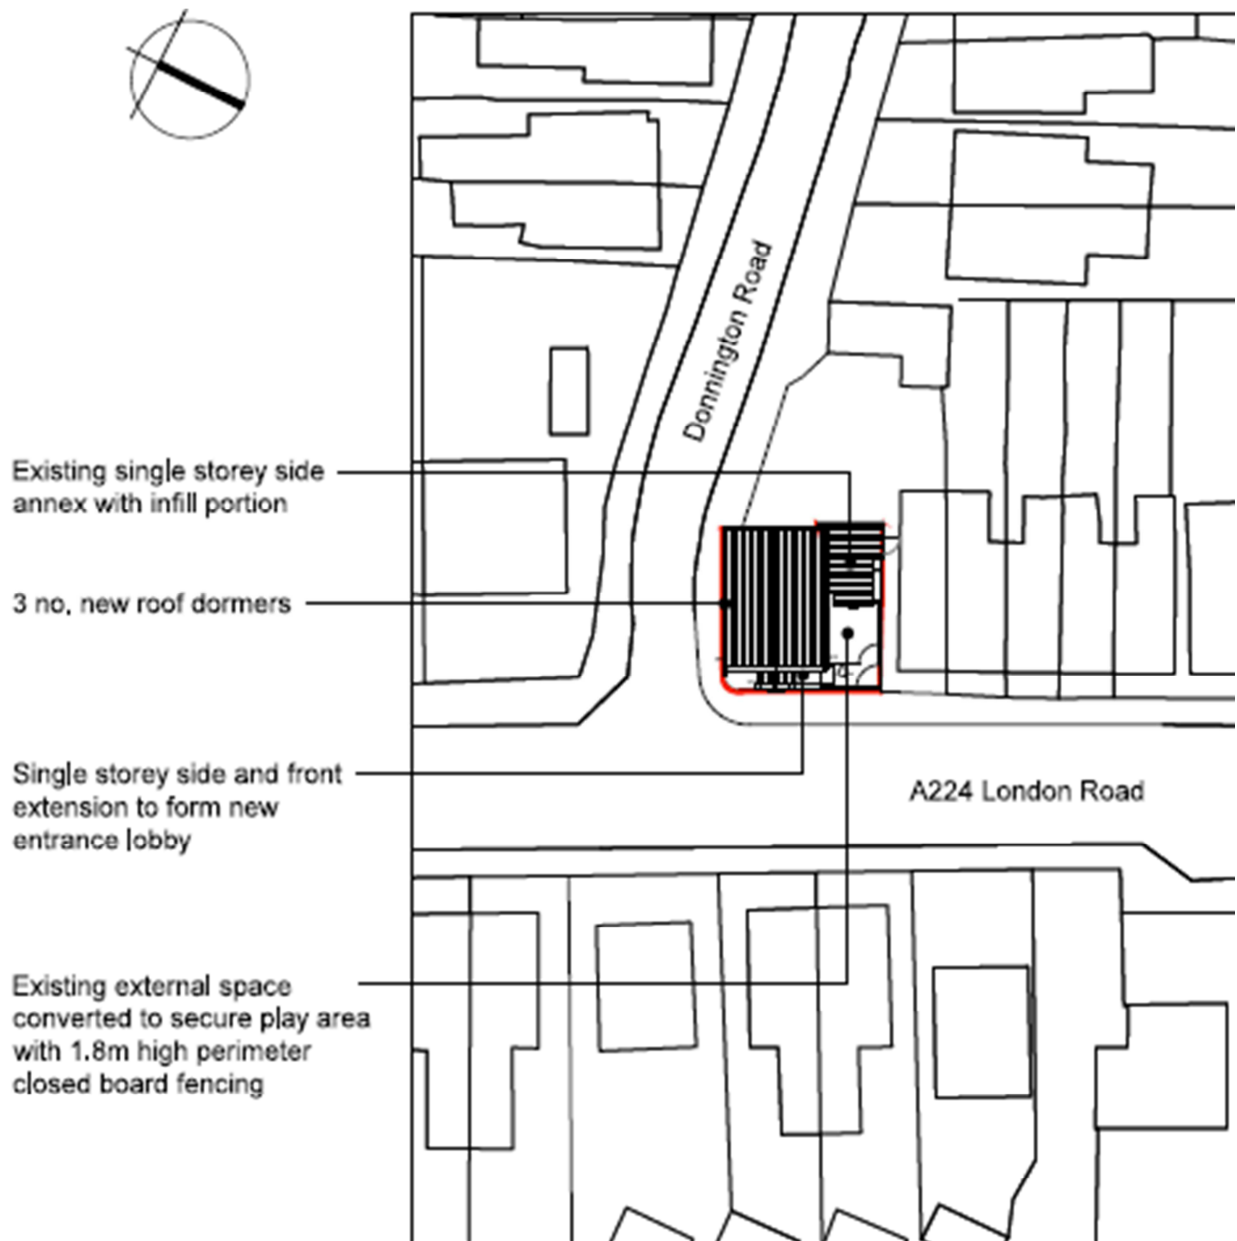 Donnington Road
Existing single storey side
annex with infill portion
3 no, new roof dormers
Single storey side and front
extension to form new
entrance lobby
A224 London Road
Existing external space
converted to secure play area
with 1.8m high perimeter
closed board fencing